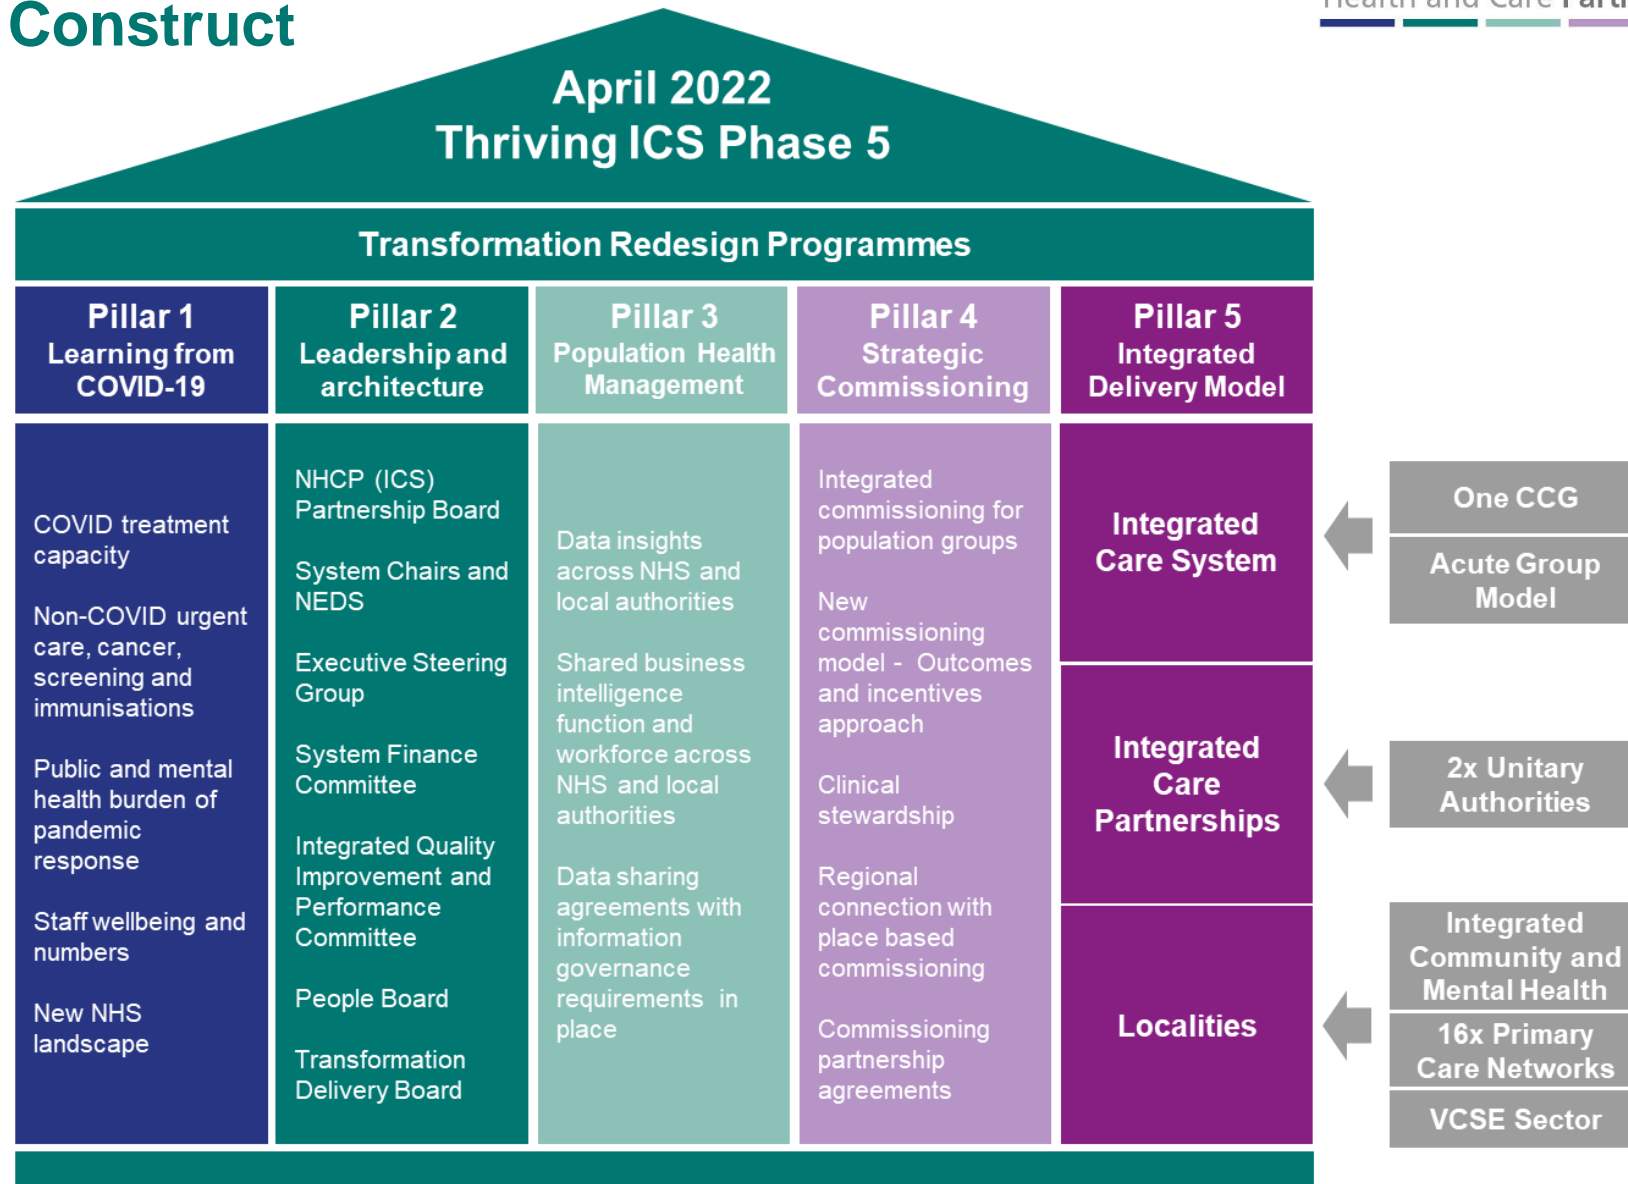 Construct
Health and Care
April 2022
Thriving ICS Phase 5
Transformation Redesign Programmes
Pillar 1
Learning from
COVID-19
COVID treatment
capacity
Non-COVID urgent
care, cancer,
screening and
immunisations
Public and mental
health burden of
pandemic
response
Staff wellbeing and
numbers
New NHS
landscape
Pillar 2
Leadership and
architecture
NHCP (ICS)
Partnership Board
System Chairs and
NEDS
Executive Steering
Group
System Finance
Committee
Integrated Quality
Improvement and
Performance
Committee
People Board
Transformation
Delivery Board
Pillar 3
Population Health
Management
Data insights
across NHS and
local authorities
Shared business
intelligence
function and
workforce across
NHS and local
authorities
Data sharing
agreements with
information
governance
requirements in
place
Pillar 4
Strategic
Commissioning
Integrated
commissioning for
population groups
New
commissioning
model - Outcomes
and incentives
approach
Clinical
stewardship
Regional
connection with
place based
commissioning
Commissioning
partnership
agreements
Pillar 5
Integrated
Delivery Model
Integrated
Care System
Integrated
Care
Partnerships
Localities
One CCG
Acute Group
Model
2x Unitary
Authorities
Integrated
Community and
Mental Health
16x Primary
Care Networks
VCSE Sector